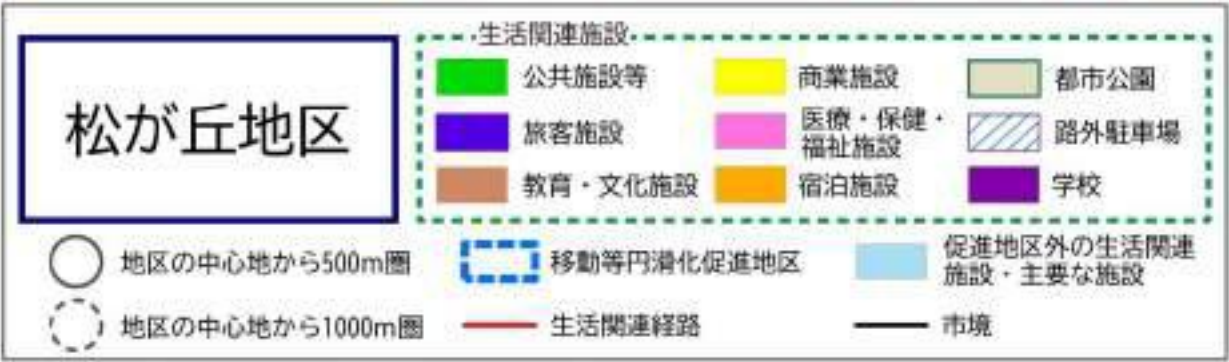 松が丘地区
生活関連施設
公共施設等
商業施設
都市公園
旅客施設
医療・保健・
福祉施設
路外駐車場
教育・文化施設
宿泊施設
学校
地区の中心地から500m圏
移動等円滑化促進地区
促進地区外の生活関連
施設・主要な施設
地区の中心地から1000m圏
生活関連経路
市境